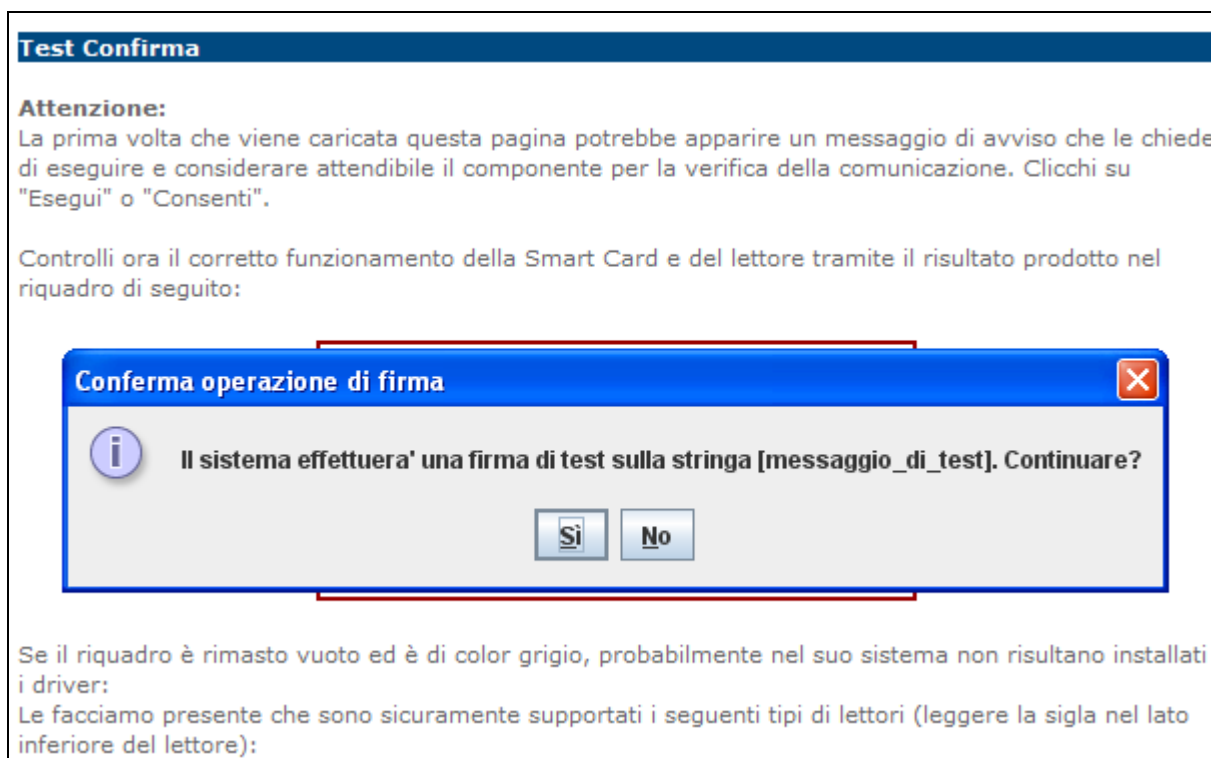 Test Confirma
Attenzione:
La prima volta che viene caricata questa pagina potrebbe apparire un messaggio di avviso che le chiede
di eseguire e considerare attendibile il componente per la verifica della comunicazione. Clicchi su
"Esegui" o "Consenti".
Controlli ora il corretto funzionamento della Smart Card e del lettore tramite il risultato prodotto nel
riquadro di seguito:
Conferma operazione di firma
Il sistema effettuera' una firma di test sulla stringa [messaggio_di_test]. Continuare?
Sì No
Se il riquadro è rimasto vuoto ed è di color grigio, probabilmente nel suo sistema non risultano installati
i driver:
Le facciamo presente che sono sicuramente supportati i seguenti tipi di lettori (leggere la sigla nel lato
inferiore del lettore):